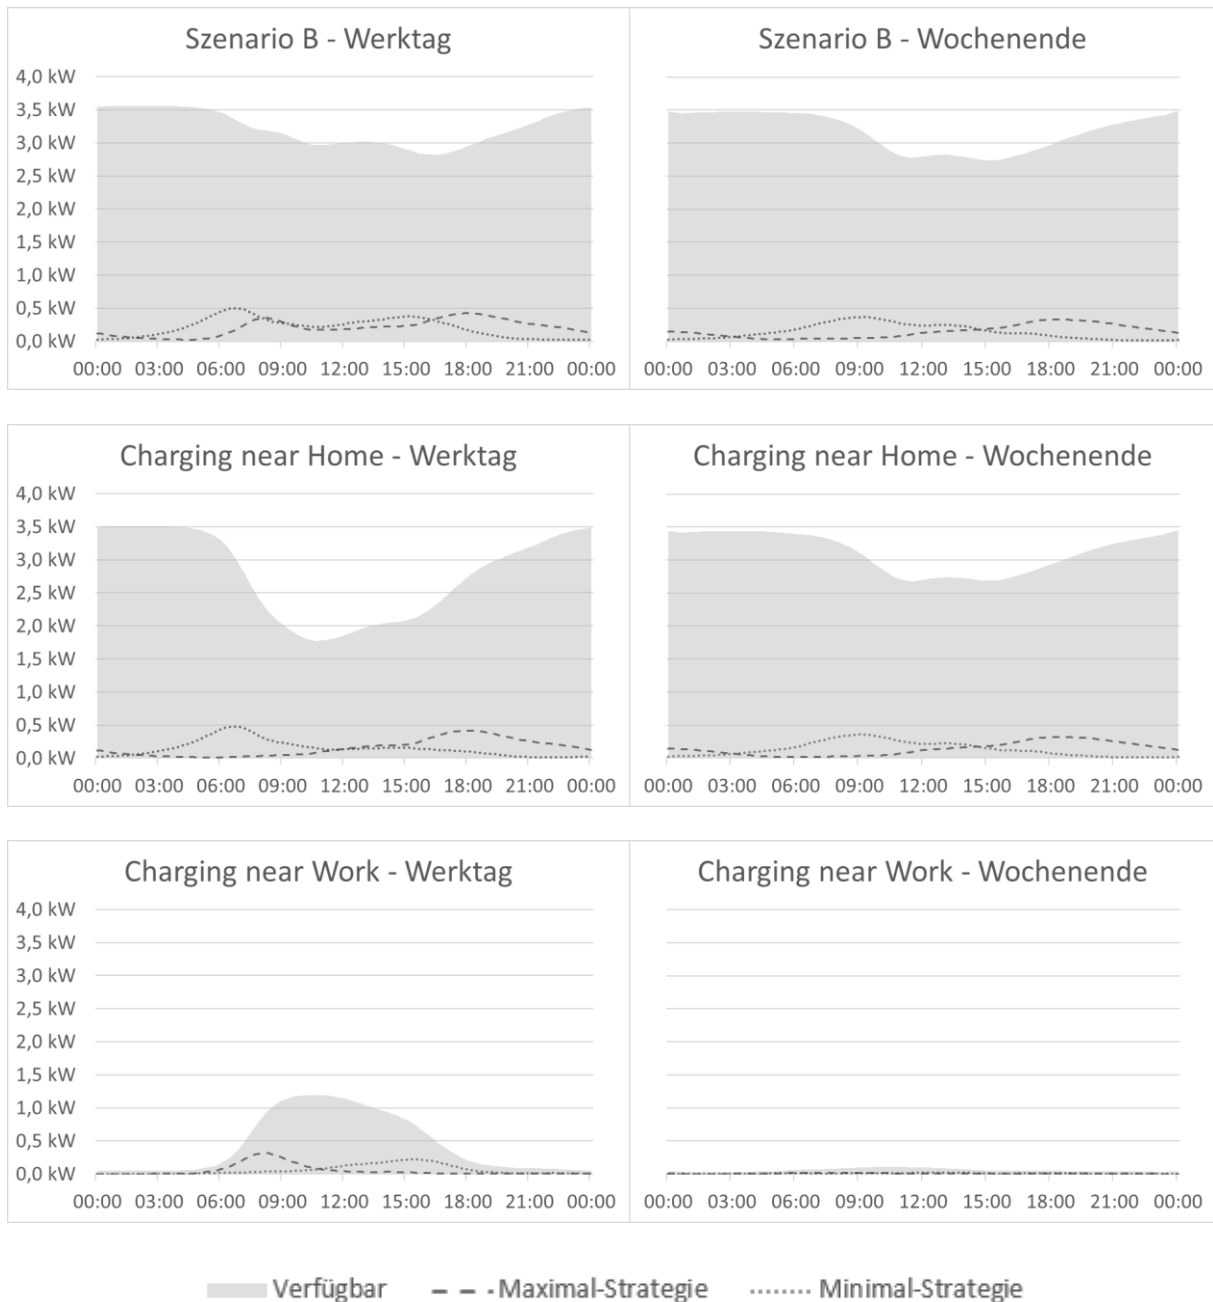 Szenario B - Werktag
4,0 kW
3,5 kW
3,0 kW
2,5 kW
2,0 kW
1,5 kW
1,0 kW
0,5 kW
0,0 kW
00:00 03:00 06:00 09:00 12:00 15:00 18:00 21:00 00:00
Szenario B - Wochenende
00:00 03:00 06:00 09:00 12:00 15:00 18:00 21:00 00:00
Charging near Home - Werktag
4,0 kW
3,5 kW
3,0 kW
2,5 kW
2,0 kW
1,5 kW
1,0 kW
0,5 kW
0,0 kW
00:00 03:00 06:00 09:00 12:00 15:00 18:00 21:00 00:00
Charging near Home - Wochenende
00:00 03:00 06:00 09:00 12:00 15:00 18:00 21:00 00:00
Charging near Work - Werktag
4,0 kW
3,5 kW
3,0 kW
2,5 kW
2,0 kW
1,5 kW
1,0 kW
0,5 kW
0,0 kW
00:00 03:00 06:00 09:00 12:00 15:00 18:00 21:00 00:00
Charging near Work - Wochenende
00:00 03:00 06:00 09:00 12:00 15:00 18:00 21:00 00:00
Verfügbar Maximal-Strategie Minimal-Strategie